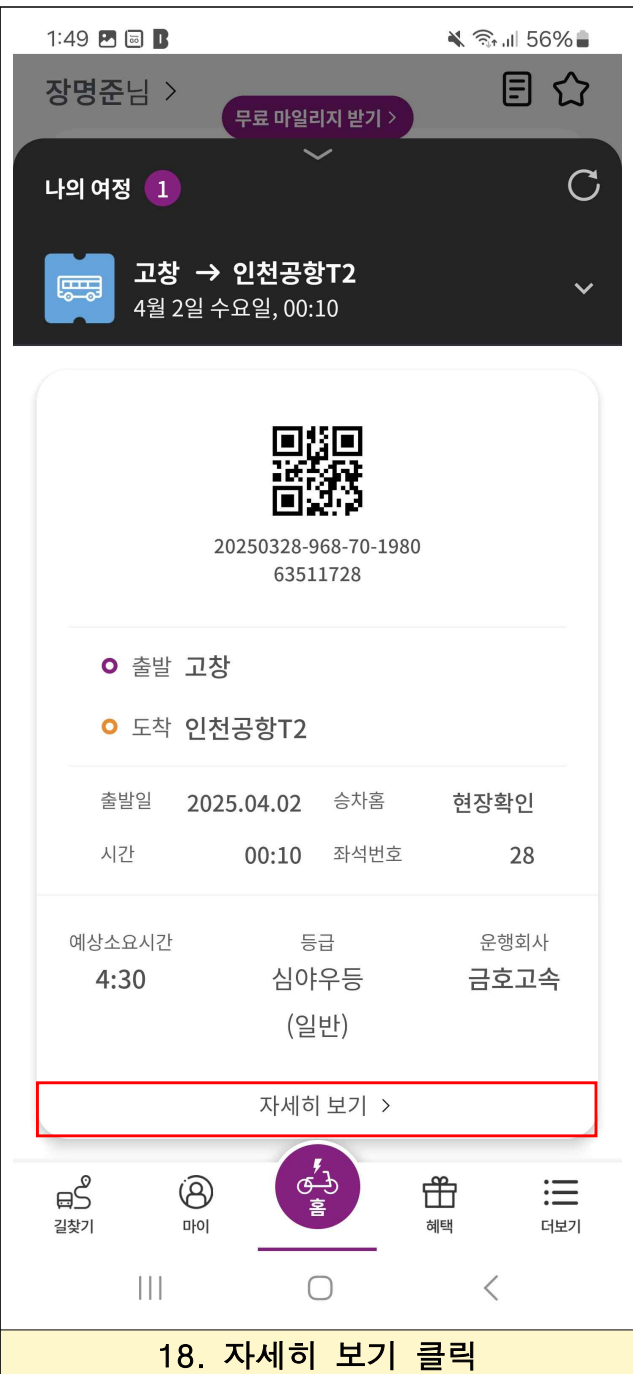 1:49 56%
장명준님 >
무료 마일리지 받기 >
나의 여정 1
고창 → 인천공항T2
4월 2일 수요일, 00:10
20250328-968-70-1980
63511728
출발 고창
도착 인천공항T2
출발일 2025.04.02 승차홈 현장확인
시간 00:10 좌석번호 28
예상소요시간 등급 운행회사
4:30 심야우등 금호고속
(일반)
자세히 보기 >
길찾기 마이 홈 혜택 더보기
18. 자세히 보기 클릭